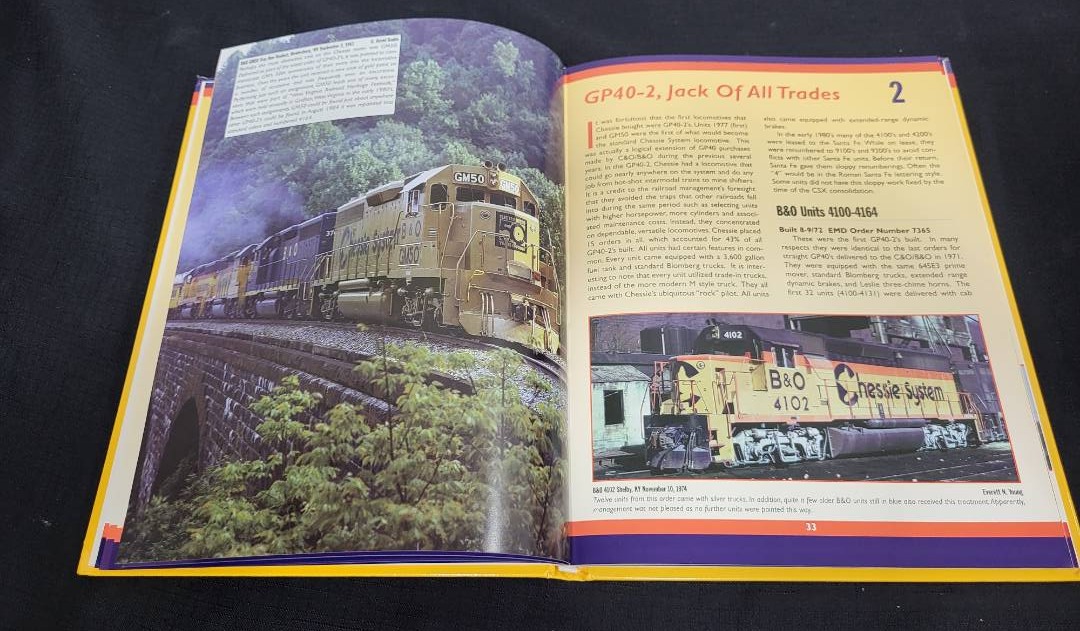 GM50
B&O
GM50
B&O
GP40-2, Jack Of All Trades
2
It was fortuitous that the first locomotives that
Chessie bought were GP40-2's. Units 1977 (first)
and GM50 were the first of what would become
the standard Chessie System locomotive. This
was actually a logical extension of GP40 purchases
made by C&O/B&O during the previous several
years. In the GP40-2, Chessie had a locomotive that
could go nearly anywhere on the system and do any
job from hot-shot intermodal trains to mine shifters.
It is a credit to the railroad management's foresight
that they avoided the traps that other railroads fell
into during the same period such as selecting units
with higher horsepower, more cylinders and associ-
ated maintenance costs. Instead, they concentrated
on dependable, versatile locomotives. Chessie placed
15 orders in all, which accounted for 43% of all
GP40-2's built. All units had certain features in com-
mon. Every unit came equipped with a 3,600 gallon
fuel tank and standard Blomberg trucks. It is inter-
esting to note that every unit utilized trade-in trucks,
instead of the more modern M style truck. They all
came with Chessie's ubiquitous "rock" pilot. All units
also came equipped with extended-range dynamic
brakes.
In the early 1980's many of the 4100's and 4200's
were leased to the Santa Fe. While on lease, they
were renumbered to 9100's and 9200's to avoid con-
flicts with other Santa Fe units. Before their return,
Santa Fe gave them sloppy renumberings. Often, the
"4" would be in the Roman Santa Fe lettering style.
Some units did not have this sloppy work fixed by the
time of the CSX consolidation.
B&O Units 4100-4164
Built 8-9/72 EMD Order Number 7365
These were the first GP40-2's built. In many
respects they were identical to the last orders for
straight GP40's delivered to the C&O/B&O in 1971.
They were equipped with the same 645E3 prime
mover, standard Blomberg trucks, extended range
dynamic brakes, and Leslie three-chime horns. The
first 32 units (4100-4131) were delivered with cab
4102
B&O
4102
Chessie System
B&O 4102 Shelby, KY November 10, 1974
Everett N. Young
Twelve units from this order came with silver trucks. In addition, quite a few older B&O units still in blue also received this treatment. Apparently,
management was not pleased as no further units were painted this way.
33